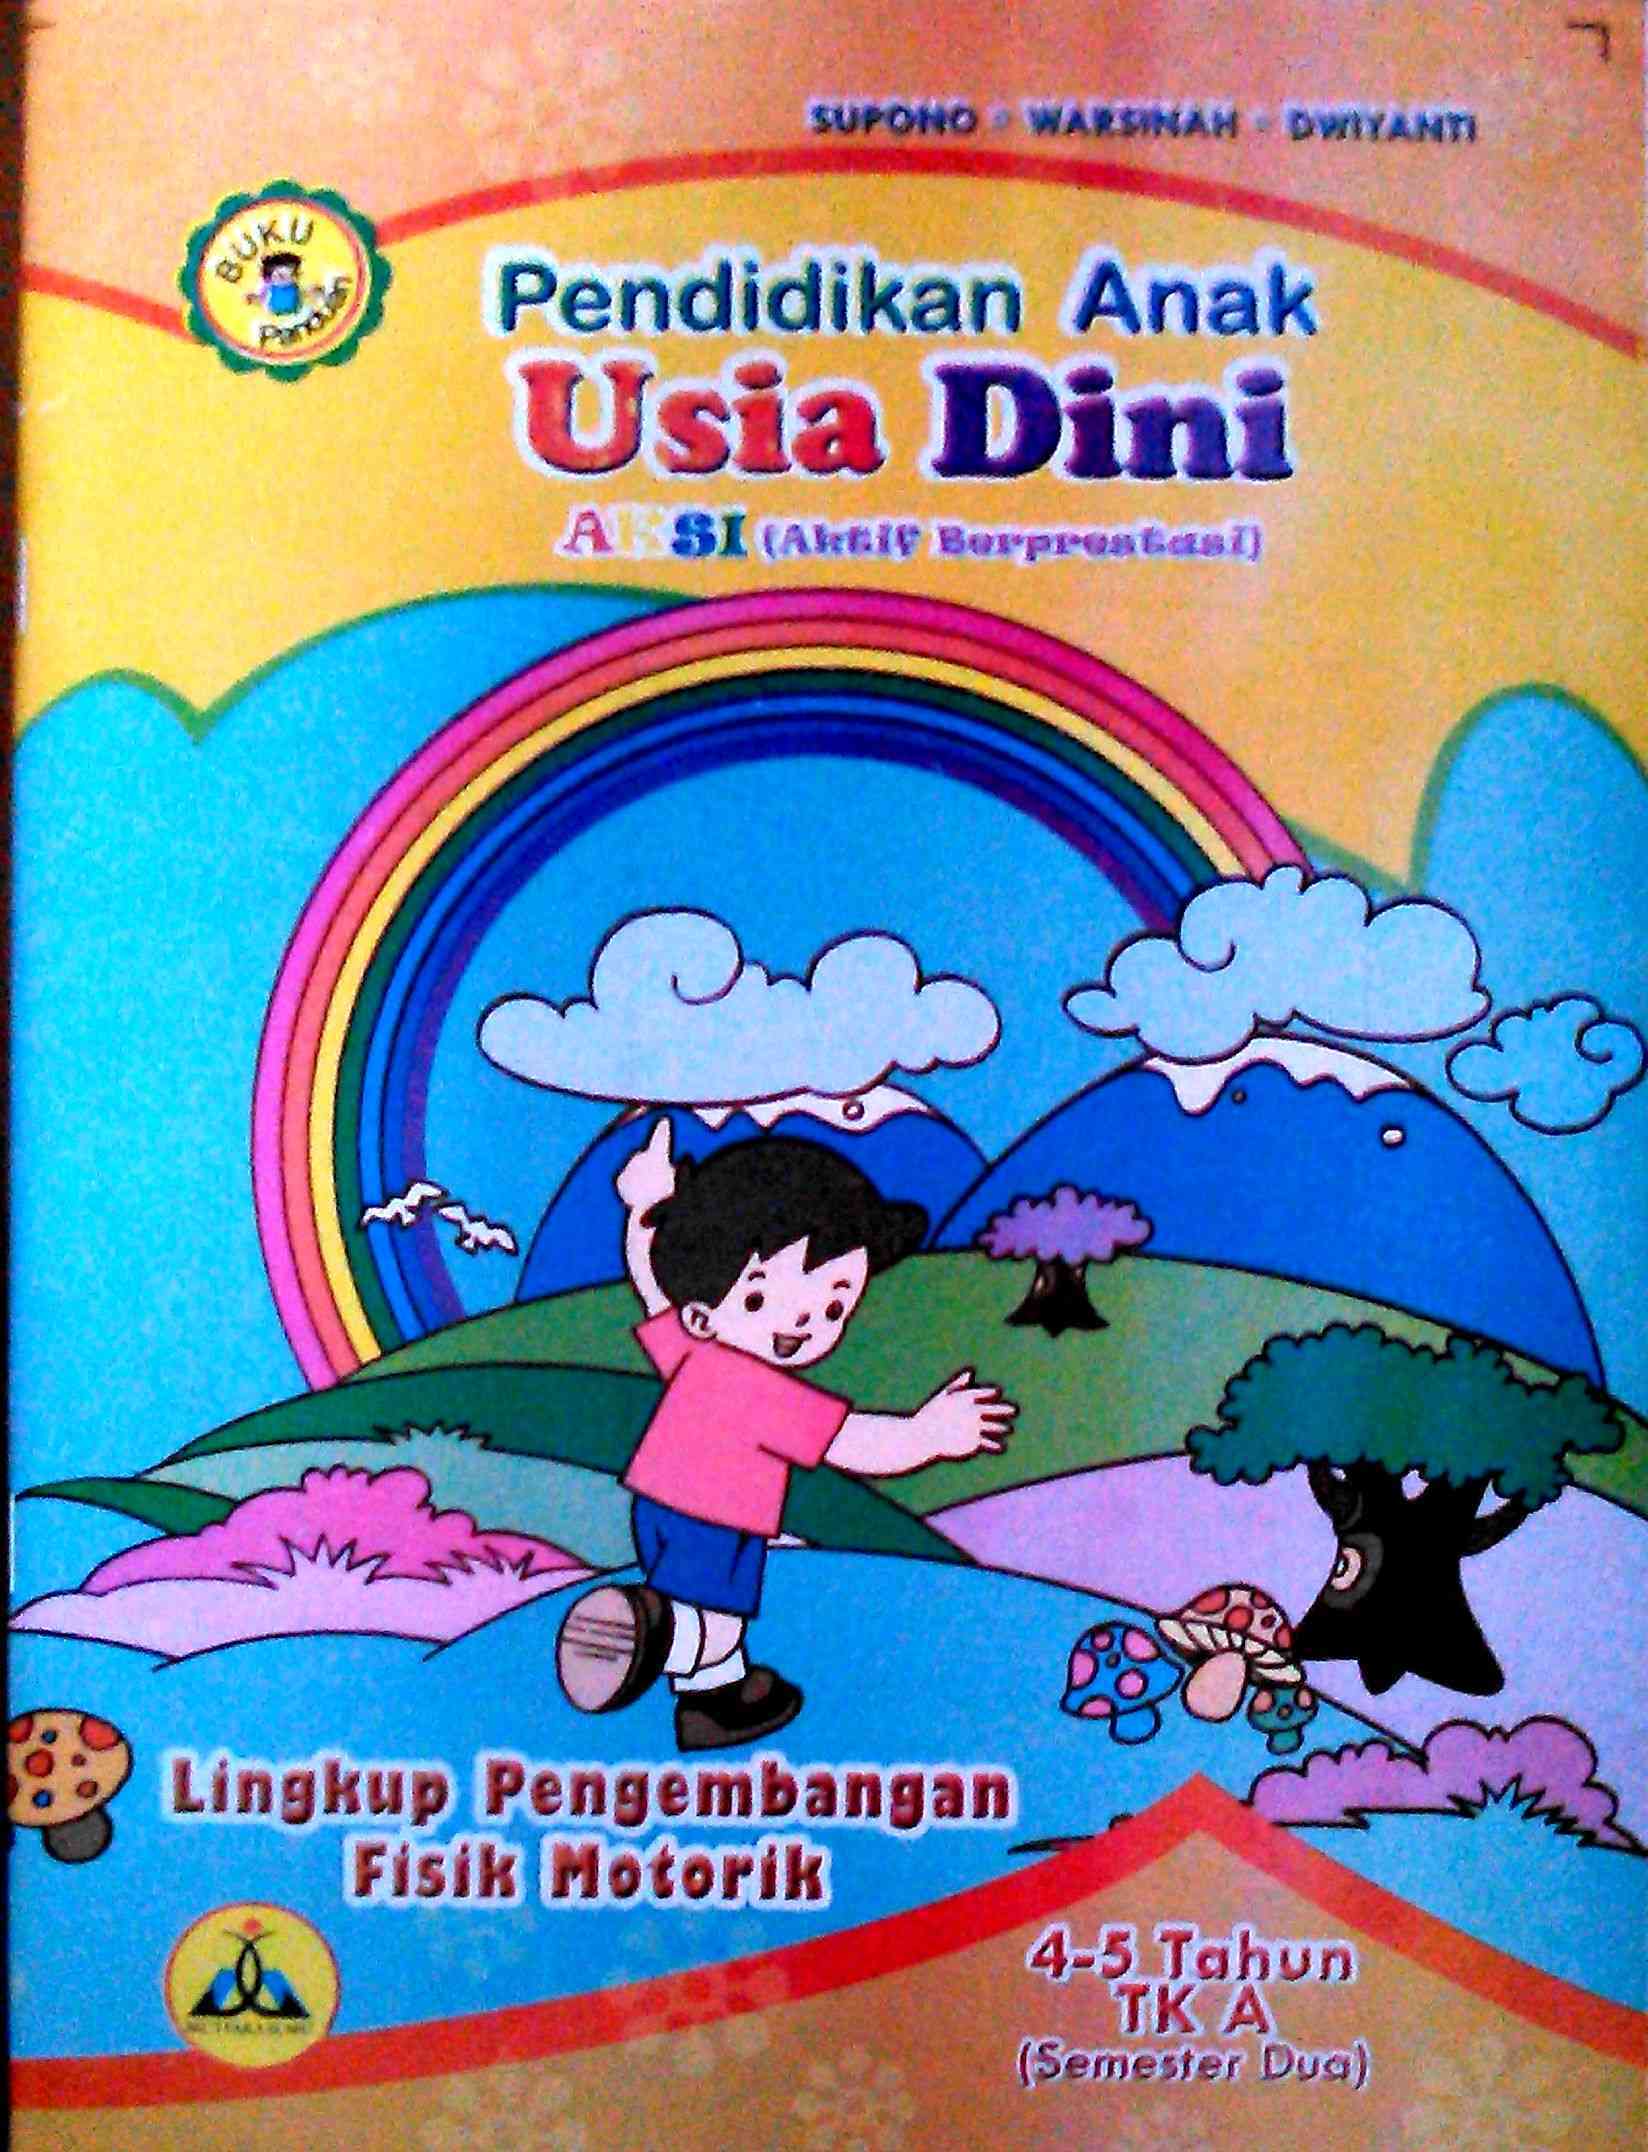 SUPONO • WARSINAH • DWIYANTI
BUKU
Panduan
Pendidikan Anak
Usia Dini
AKSI (Aktif Berprestasi)
Lingkup Pengembangan
Fisik Motorik
4-5 Tahun
TK A
(Semester Dua)